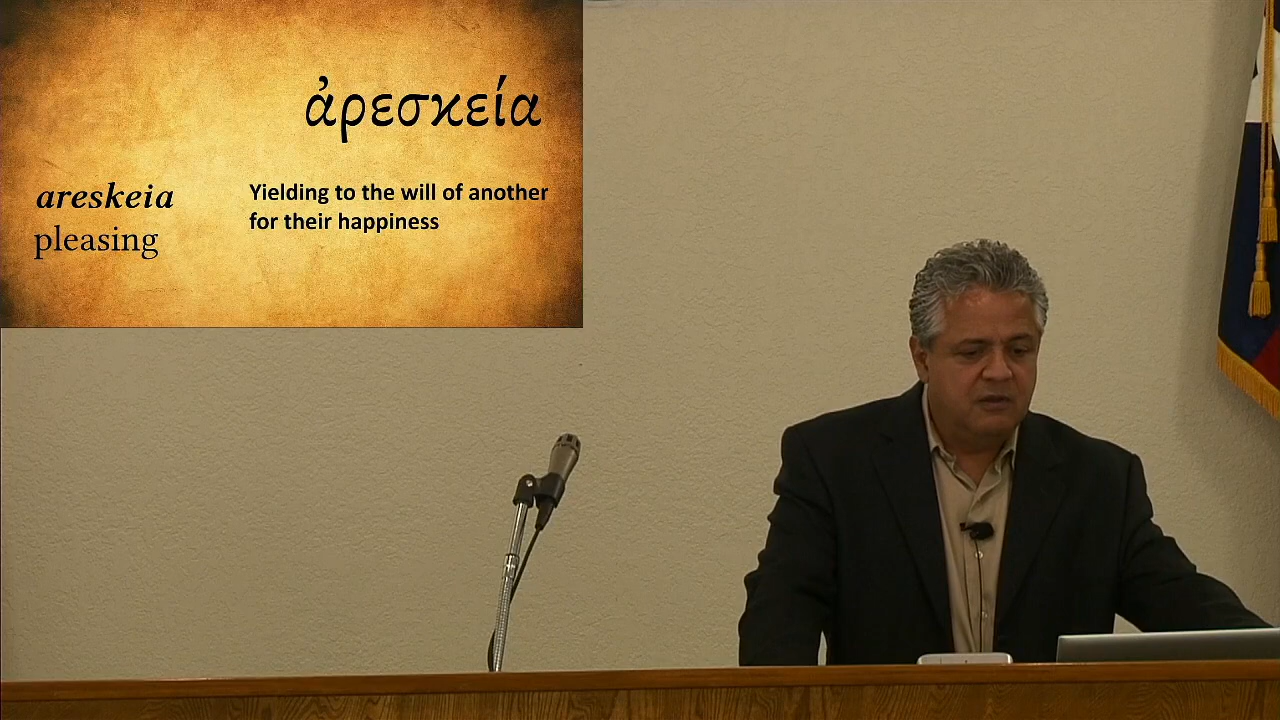 ἀρεσκεία
areskeia
pleasing
Yielding to the will of another
for their happiness